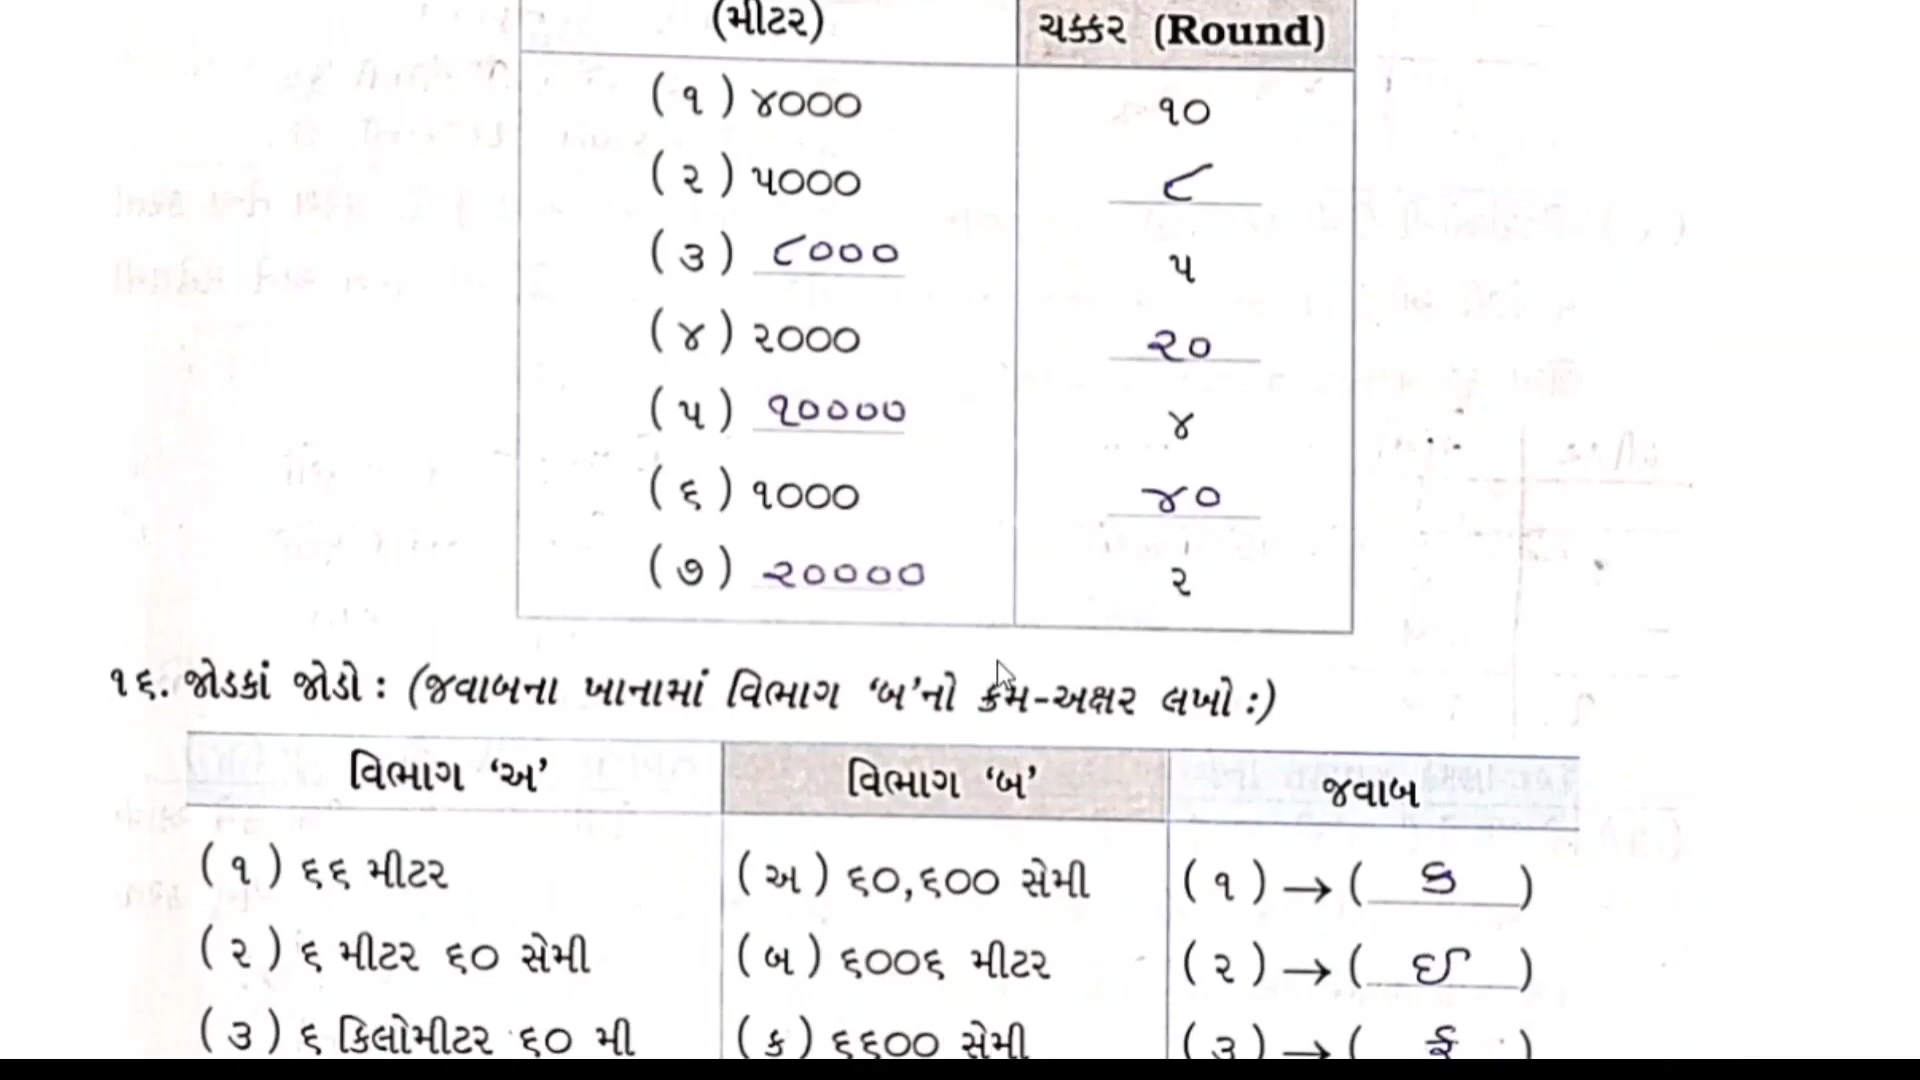 (મીટર) ચક્કર (Round)
(૧) ૪૦૦૦ ૧૦
(૨) ૫૦૦૦ ૮
(૩) ૮૦૦૦ ૫
(૪) ૨૦૦૦ ૨૦
(૫) ૧૦૦૦૦ ૪
(૬) ૧૦૦૦ ૪૦
(૭) ૨૦૦૦૦ ૨
૧૬. જોડકાં જોડો : (જવાબના ખાનામાં વિભાગ ‘બ’નો ક્રમ-અક્ષર લખો :)
વિભાગ ‘અ’ વિભાગ ‘બ’ જવાબ
(૧) ૬૬ મીટર (અ) ૬૦,૬૦૦ સેમી (૧) → ( ક )
(૨) ૬ મીટર ૬૦ સેમી (બ) ૬૦૦૬ મીટર (૨) → ( ઈ )
(૩) ૬ કિલોમીટર ૬૦ મી (ક) ૬૬૦૦ સેમી (૩) → ( )